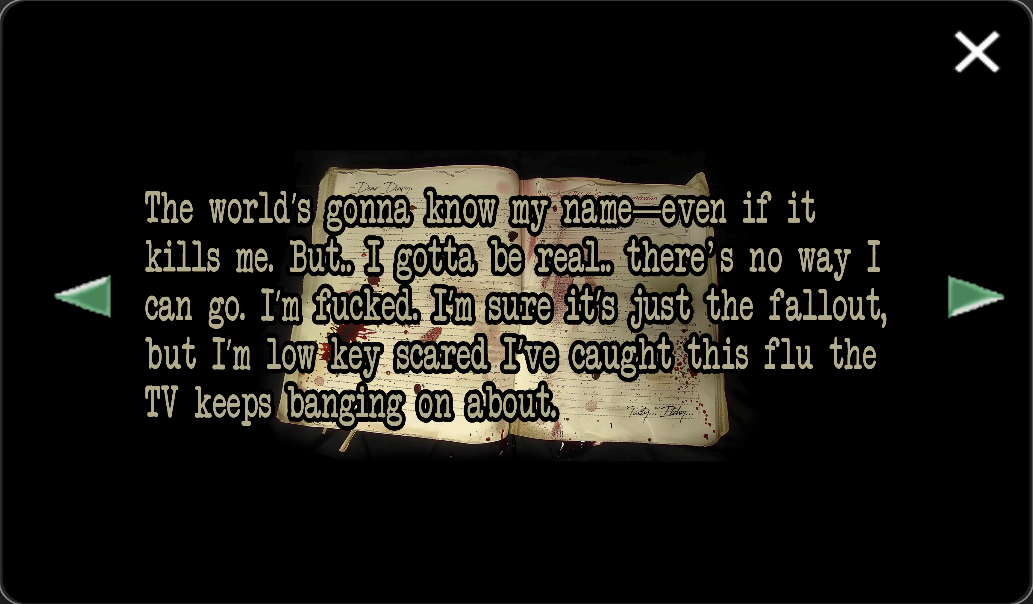 Dear Diary,
The world's gonna know my name—even if it
kills me. But.. I gotta be real.. there's no way I
can go. I'm fucked. I'm sure it's just the fallout,
but I'm low key scared I've caught this flu the
TV keeps banging on about.